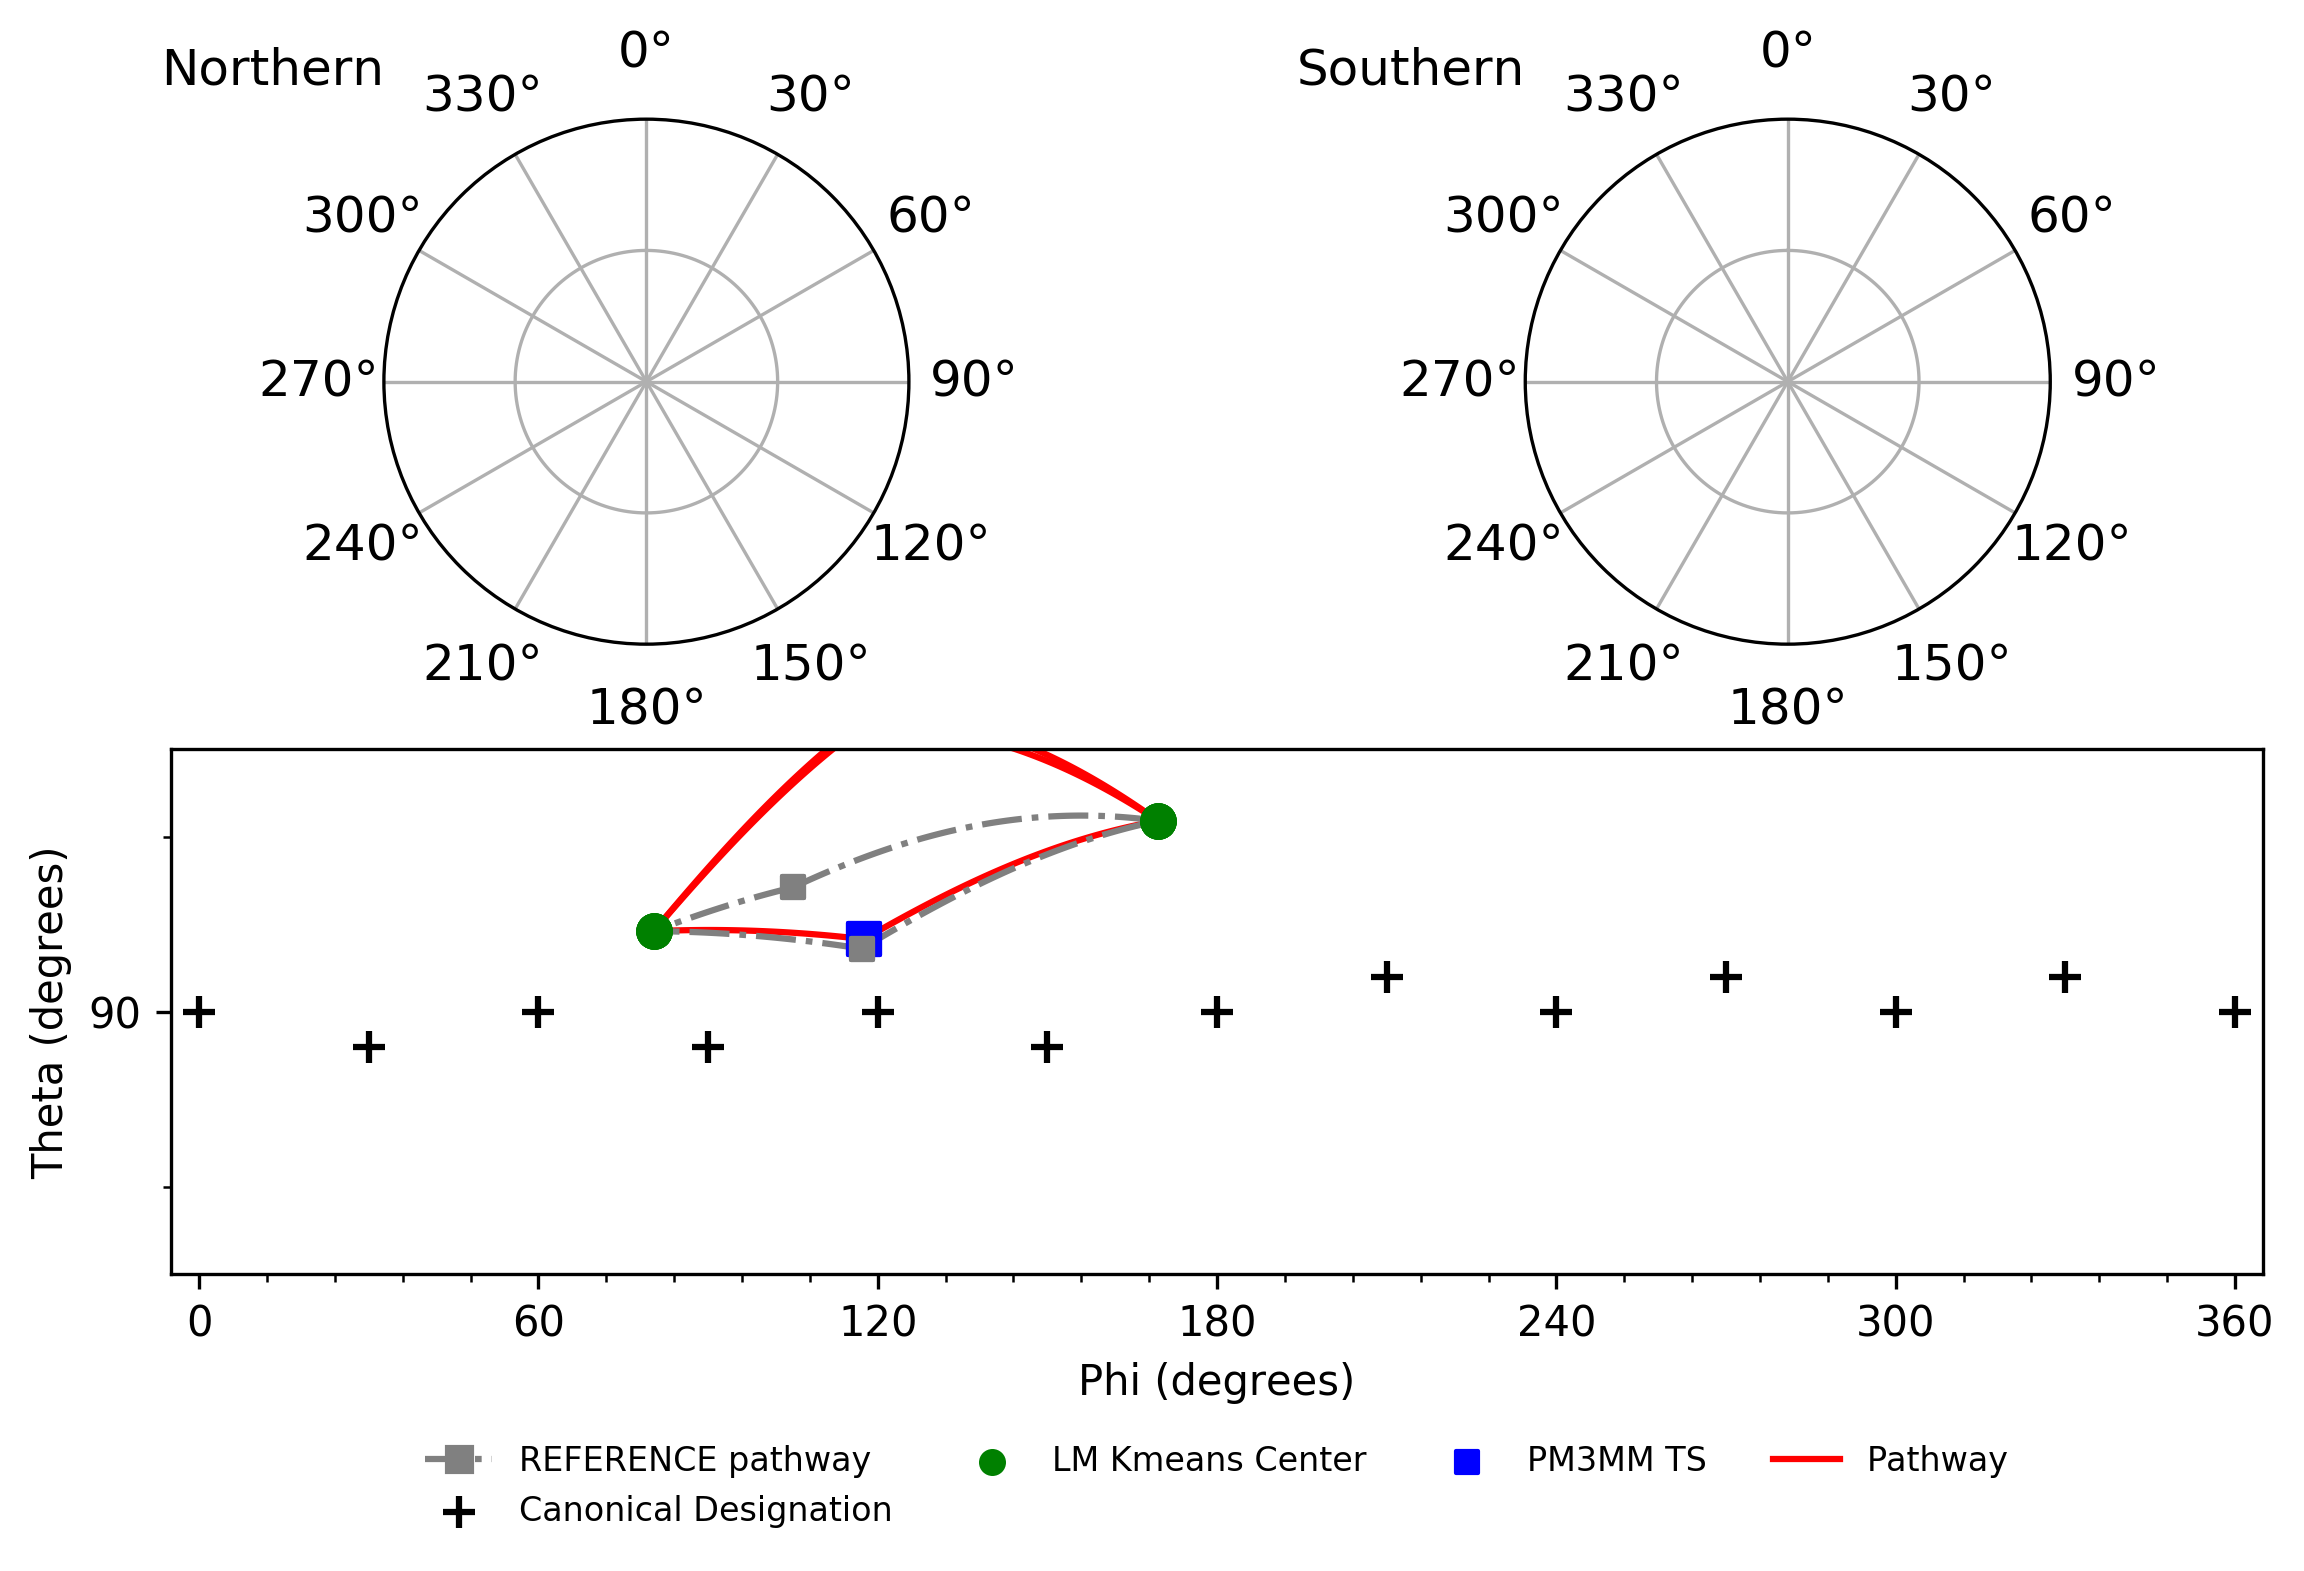 Northern
0°
330°
30°
300°
60°
270°
90°
240°
120°
210°
150°
180°
Southern
0°
330°
30°
300°
60°
270°
90°
240°
120°
210°
150°
180°
Theta (degrees)
90
0 60 120 180 240 300 360
Phi (degrees)
REFERENCE pathway
Canonical Designation
LM Kmeans Center
PM3MM TS
Pathway